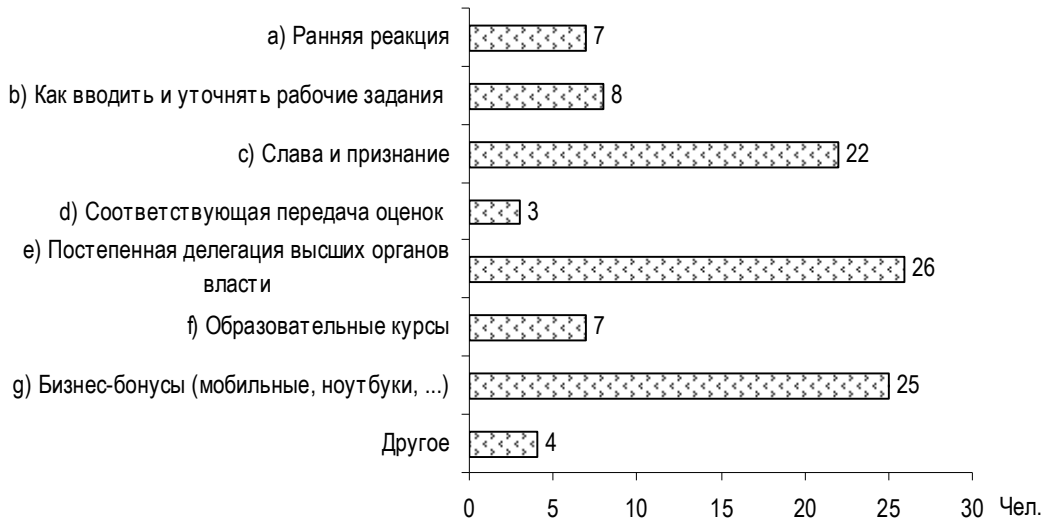 a) Ранняя реакция
7
b) Как вводить и уточнять рабочие задания
8
c) Слава и признание
22
d) Соответствующая передача оценок
3
e) Постепенная делегация высших органов
власти
26
f) Образовательные курсы
7
g) Бизнес-бонусы (мобильные, ноутбуки, ...)
25
Другое
4
0 5 10 15 20 25 30 Чел.